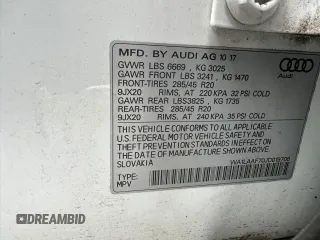 MFD. BY AUDI AG 10 17
GVWR LBS 6669 , KG 3025
GAWR FRONT LBS 3241 , KG 1470
FRONT-TIRES: 285/45 R20
9JX20 RIMS, AT 220 KPA 32 PSI COLD
GAWR REAR LBS3825 , KG 1735
REAR-TIRES: 285/45 R20
9JX20 RIMS, AT 240 KPA 35 PSI COLD
Audi
THIS VEHICLE CONFORMS TO ALL APPLICABLE
U.S. FEDERAL MOTOR VEHICLE SAFETY
STANDARDS IN EFFECT ON THE DATE OF
MANUFACTURE SHOWN ABOVE.
SLOVAKIA
TYPE:
MPV
DREAMBID